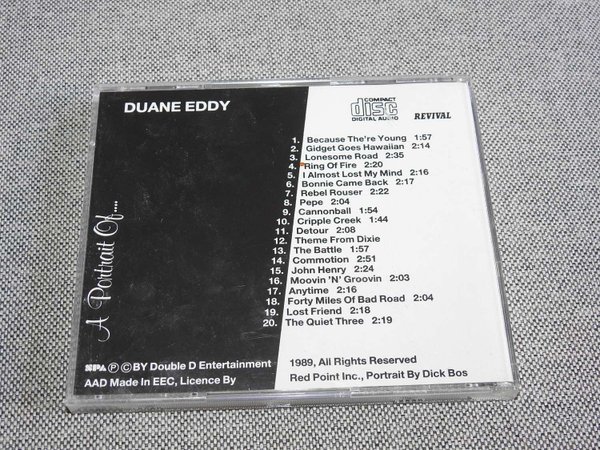 DUANE EDDY
COMPACT
disc
DIGITAL AUDIO
REVIVAL
1. Because The're Young 1:57
2. Gidget Goes Hawaiian 2:14
3. Lonesome Road 2:35
4. Ring Of Fire 2:20
5. I Almost Lost My Mind 2:16
6. Bonnie Came Back 2:17
7. Rebel Rouser 2:22
8. Pepe 2:04
9. Cannonball 1:54
10. Cripple Creek 1:44
11. Detour 2:08
12. Theme From Dixie
13. The Battle 1:57
14. Commotion 2:51
15. John Henry 2:24
16. Moovin 'N' Groovin 2:03
17. Anytime 2:16
18. Forty Miles Of Bad Road 2:04
19. Lost Friend 2:18
20. The Quiet Three 2:19
A Portrait Of....
SPA Ⓟ © BY Double D Entertainment
AAD Made In EEC, Licence By
1989, All Rights Reserved
Red Point Inc., Portrait By Dick Bos